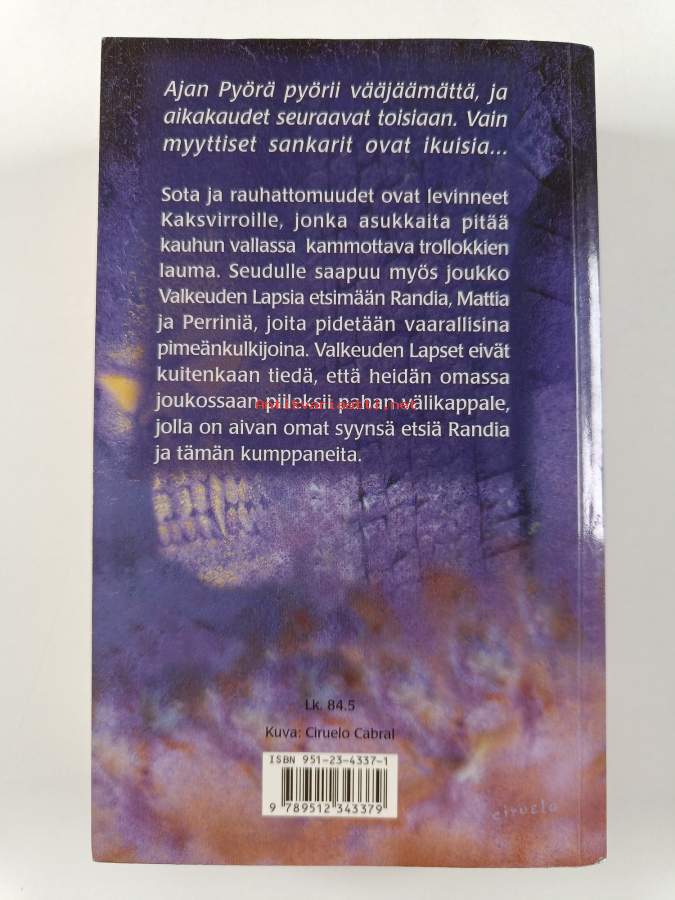 Ajan Pyörä pyörii vääjäämättä, ja
aikakaudet seuraavat toisiaan. Vain
myyttiset sankarit ovat ikuisia...
Sota ja rauhattomuudet ovat levinneet
Kaksvirroille, jonka asukkaita pitää
kauhun vallassa kammottava trollokkien
lauma. Seudulle saapuu myös joukko
Valkeuden Lapsia etsimään Randia, Mattia
ja Perriniä, joita pidetään vaarallisina
pimeänkulkijoina. Valkeuden Lapset eivät
kuitenkaan tiedä, että heidän omassa
joukossaan piileksii pahan välikappale,
antikvariaatti.net
jolla on aivan omat syynsä etsiä Randia
ja tämän kumppaneita.
Lk. 84.5
Kuva: Ciruelo Cabral
ISBN 951-23-4337-1
9 789512 343379
ciruelo